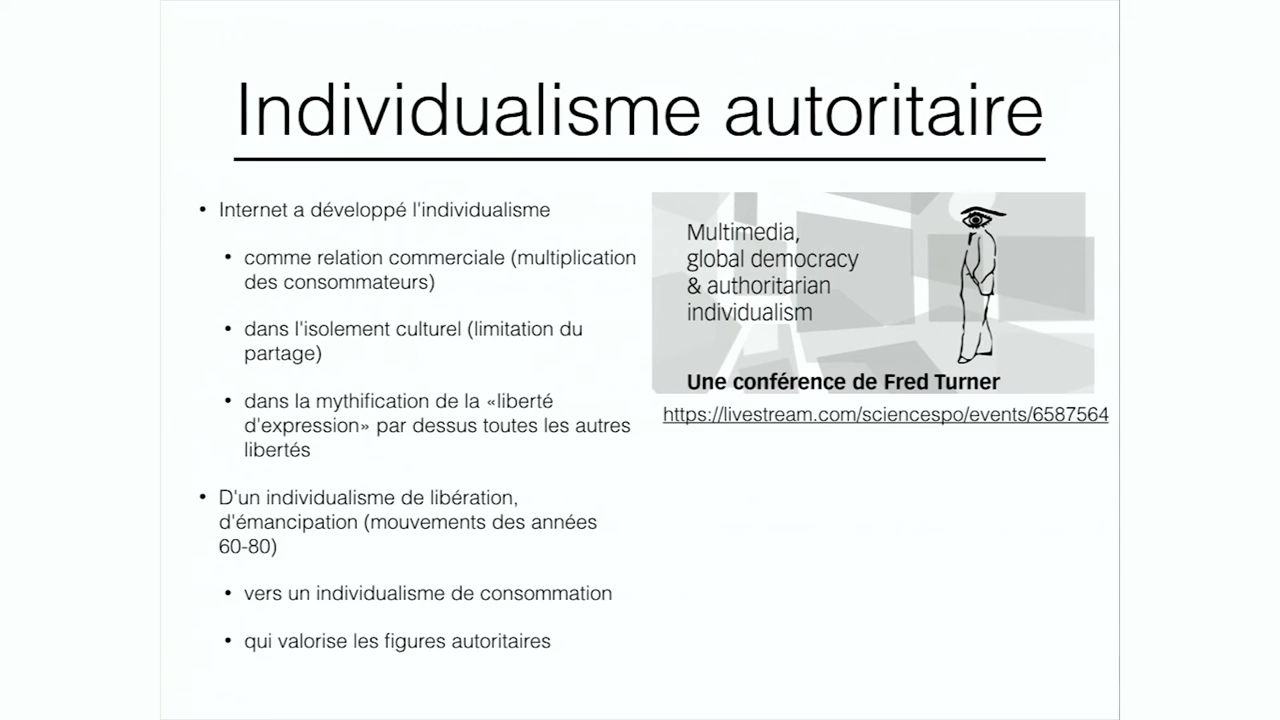 Individualisme autoritaire
• Internet a développé l'individualisme
• comme relation commerciale (multiplication
des consommateurs)
• dans l'isolement culturel (limitation du
partage)
• dans la mythification de la «liberté
d'expression» par dessus toutes les autres
libertés
• D'un individualisme de libération,
d'émancipation (mouvements des années
60-80)
• vers un individualisme de consommation
• qui valorise les figures autoritaires
Multimedia,
global democracy
& authoritarian
individualism
Une conférence de Fred Turner
https://livestream.com/sciencespo/events/6587564